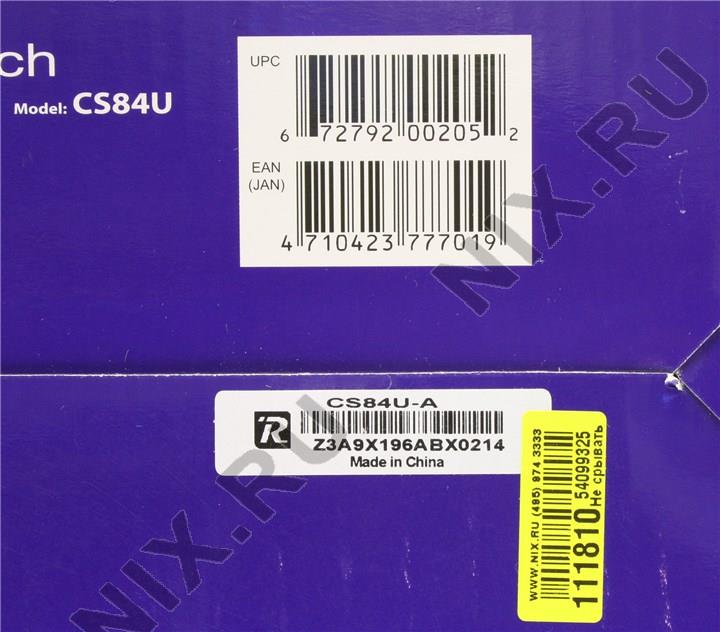 ch
Model: CS84U
UPC
6 72792 00205 2
EAN
(JAN)
4 710423 777019
CS84U-A
R
Z3A9X196ABX0214
Made in China
WWW.NIX.RU (495) 974 3333
111810
54099325
Не срывать
NIX.RU
NIX.RU
NIX.RU